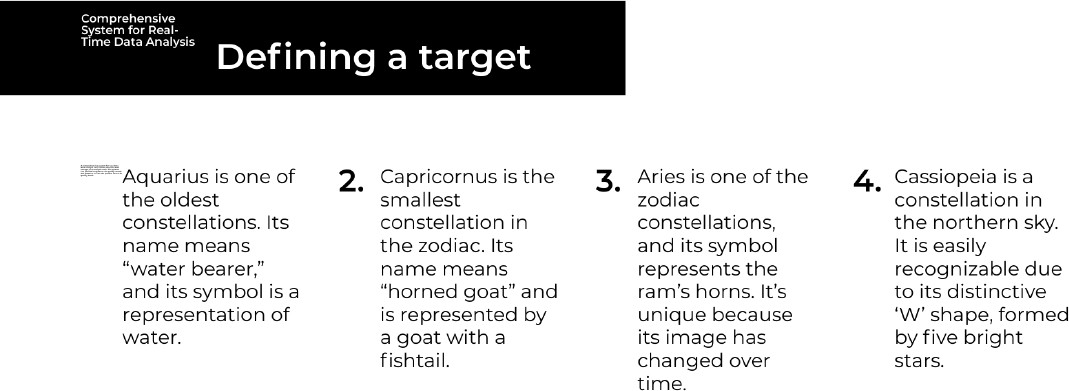 Comprehensive
System for Real-
Time Data Analysis
Defining a target
Aquarius is one of
the oldest
constellations. Its
name means
“water bearer,”
and its symbol is a
representation of
water.
2.
Capricornus is the
smallest
constellation in
the zodiac. Its
name means
“horned goat” and
is represented by
a goat with a
fishtail.
3.
Aries is one of the
zodiac
constellations,
and its symbol
represents the
ram’s horns. It’s
unique because
its image has
changed over
time.
4.
Cassiopeia is a
constellation in
the northern sky.
It is easily
recognizable due
to its distinctive
‘W’ shape, formed
by five bright
stars.